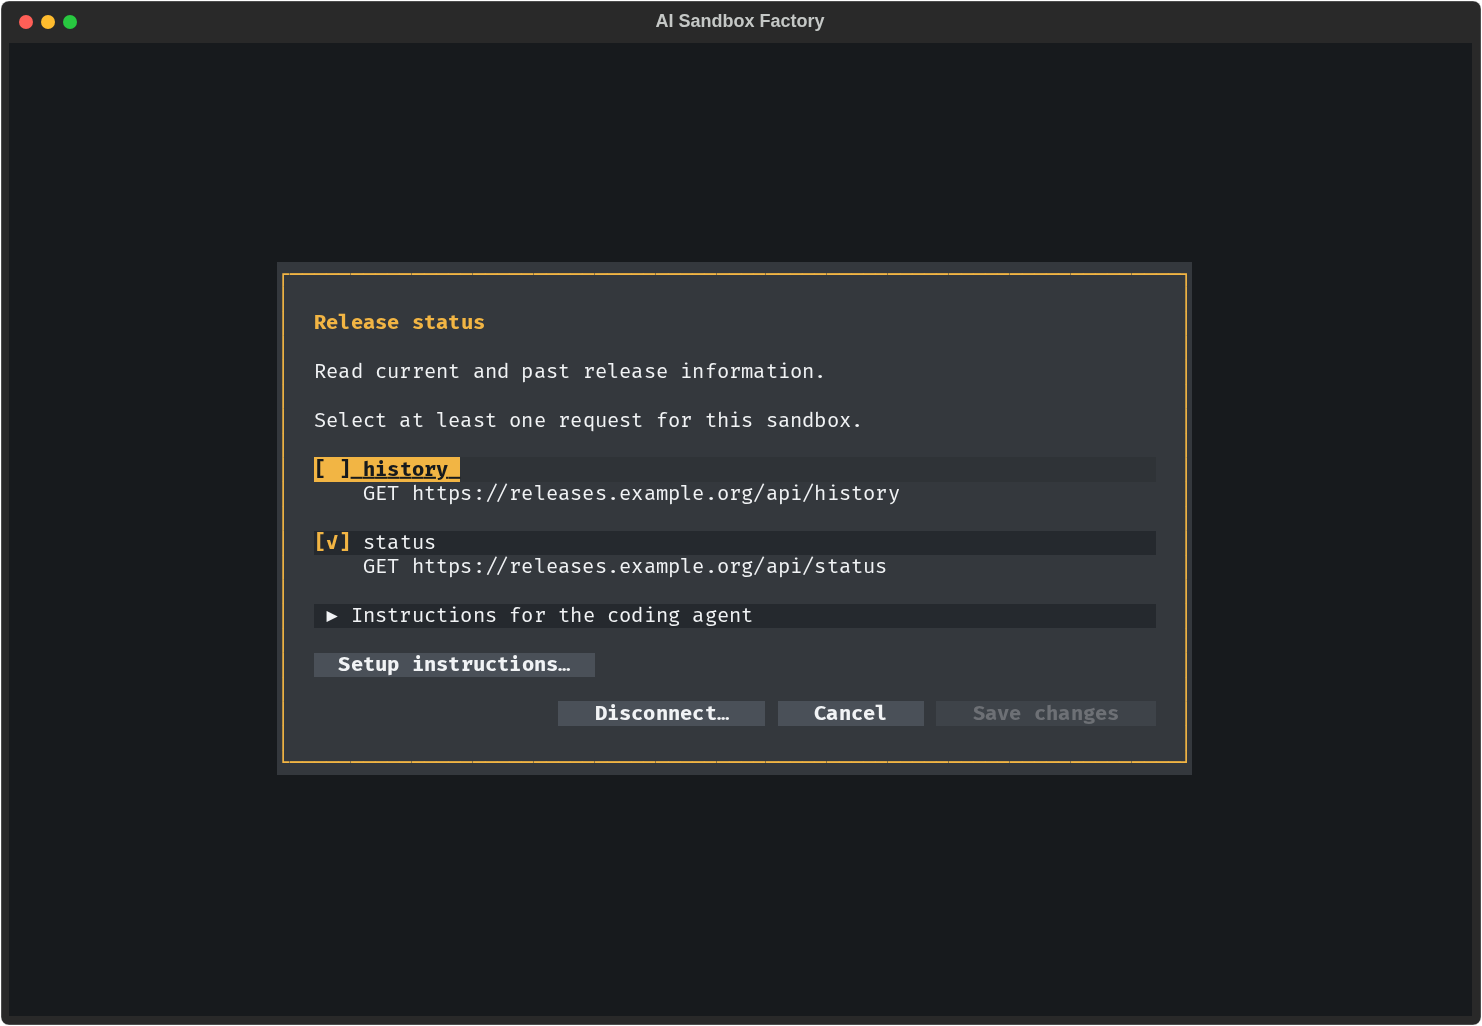 AI Sandbox Factory
Release status
Read current and past release information.
Select at least one request for this sandbox.
[ ] history
GET https://releases.example.org/api/history
[√] status
GET https://releases.example.org/api/status
▶ Instructions for the coding agent
Setup instructions…
Disconnect… Cancel Save changes